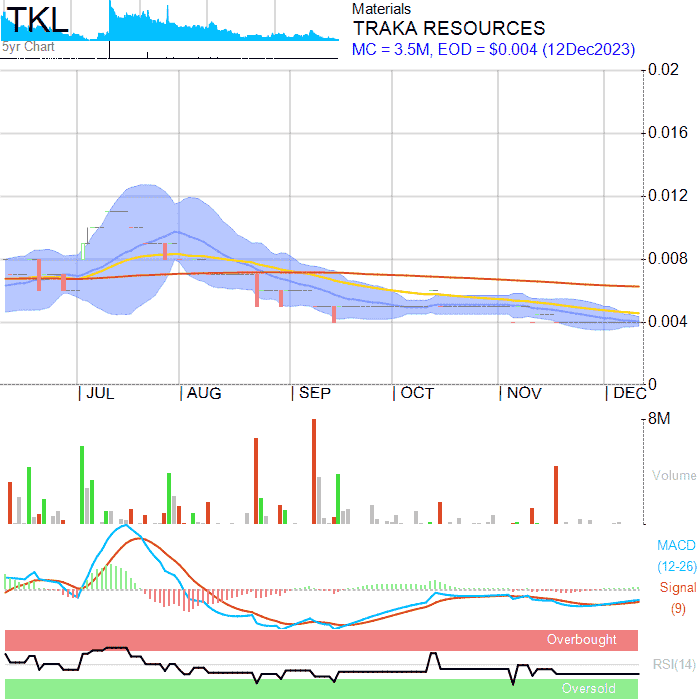 TKL
5yr Chart
Materials
TRAKA RESOURCES
MC = 3.5M, EOD = $0.004 (12Dec2023)
0.02
0.016
0.012
0.008
0.004
0
JUL
AUG
SEP
OCT
NOV
DEC
8M
Volume
MACD
(12-26)
Signal
(9)
Overbought
RSI(14)
Oversold